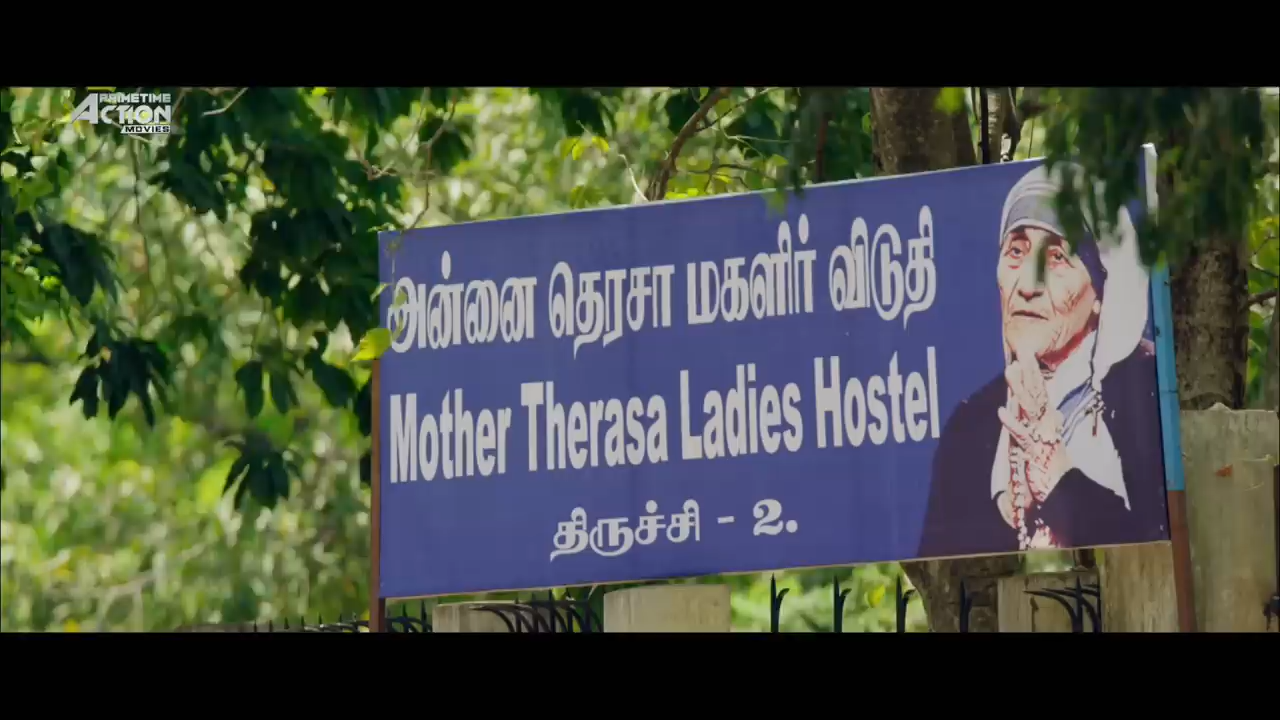 PRIMETIME
ACTION
MOVIES
அன்னை தெரசா மகளிர் விடுதி
Mother Therasa Ladies Hostel
திருச்சி - 2.